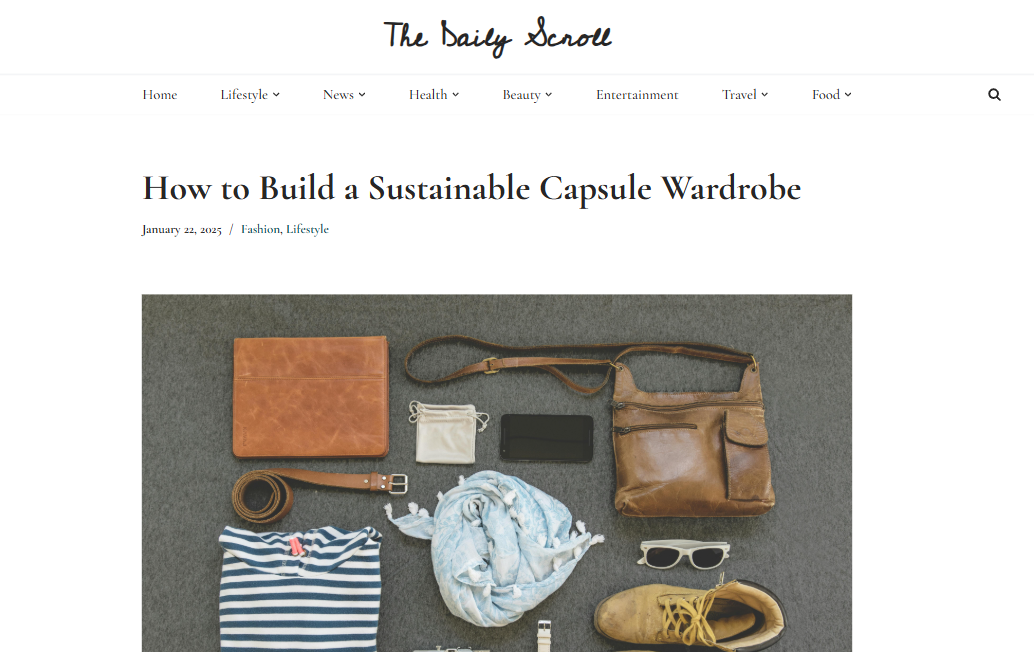 The Daily Scroll
Home Lifestyle News Health Beauty Entertainment Travel Food
How to Build a Sustainable Capsule Wardrobe
January 22, 2025 / Fashion, Lifestyle